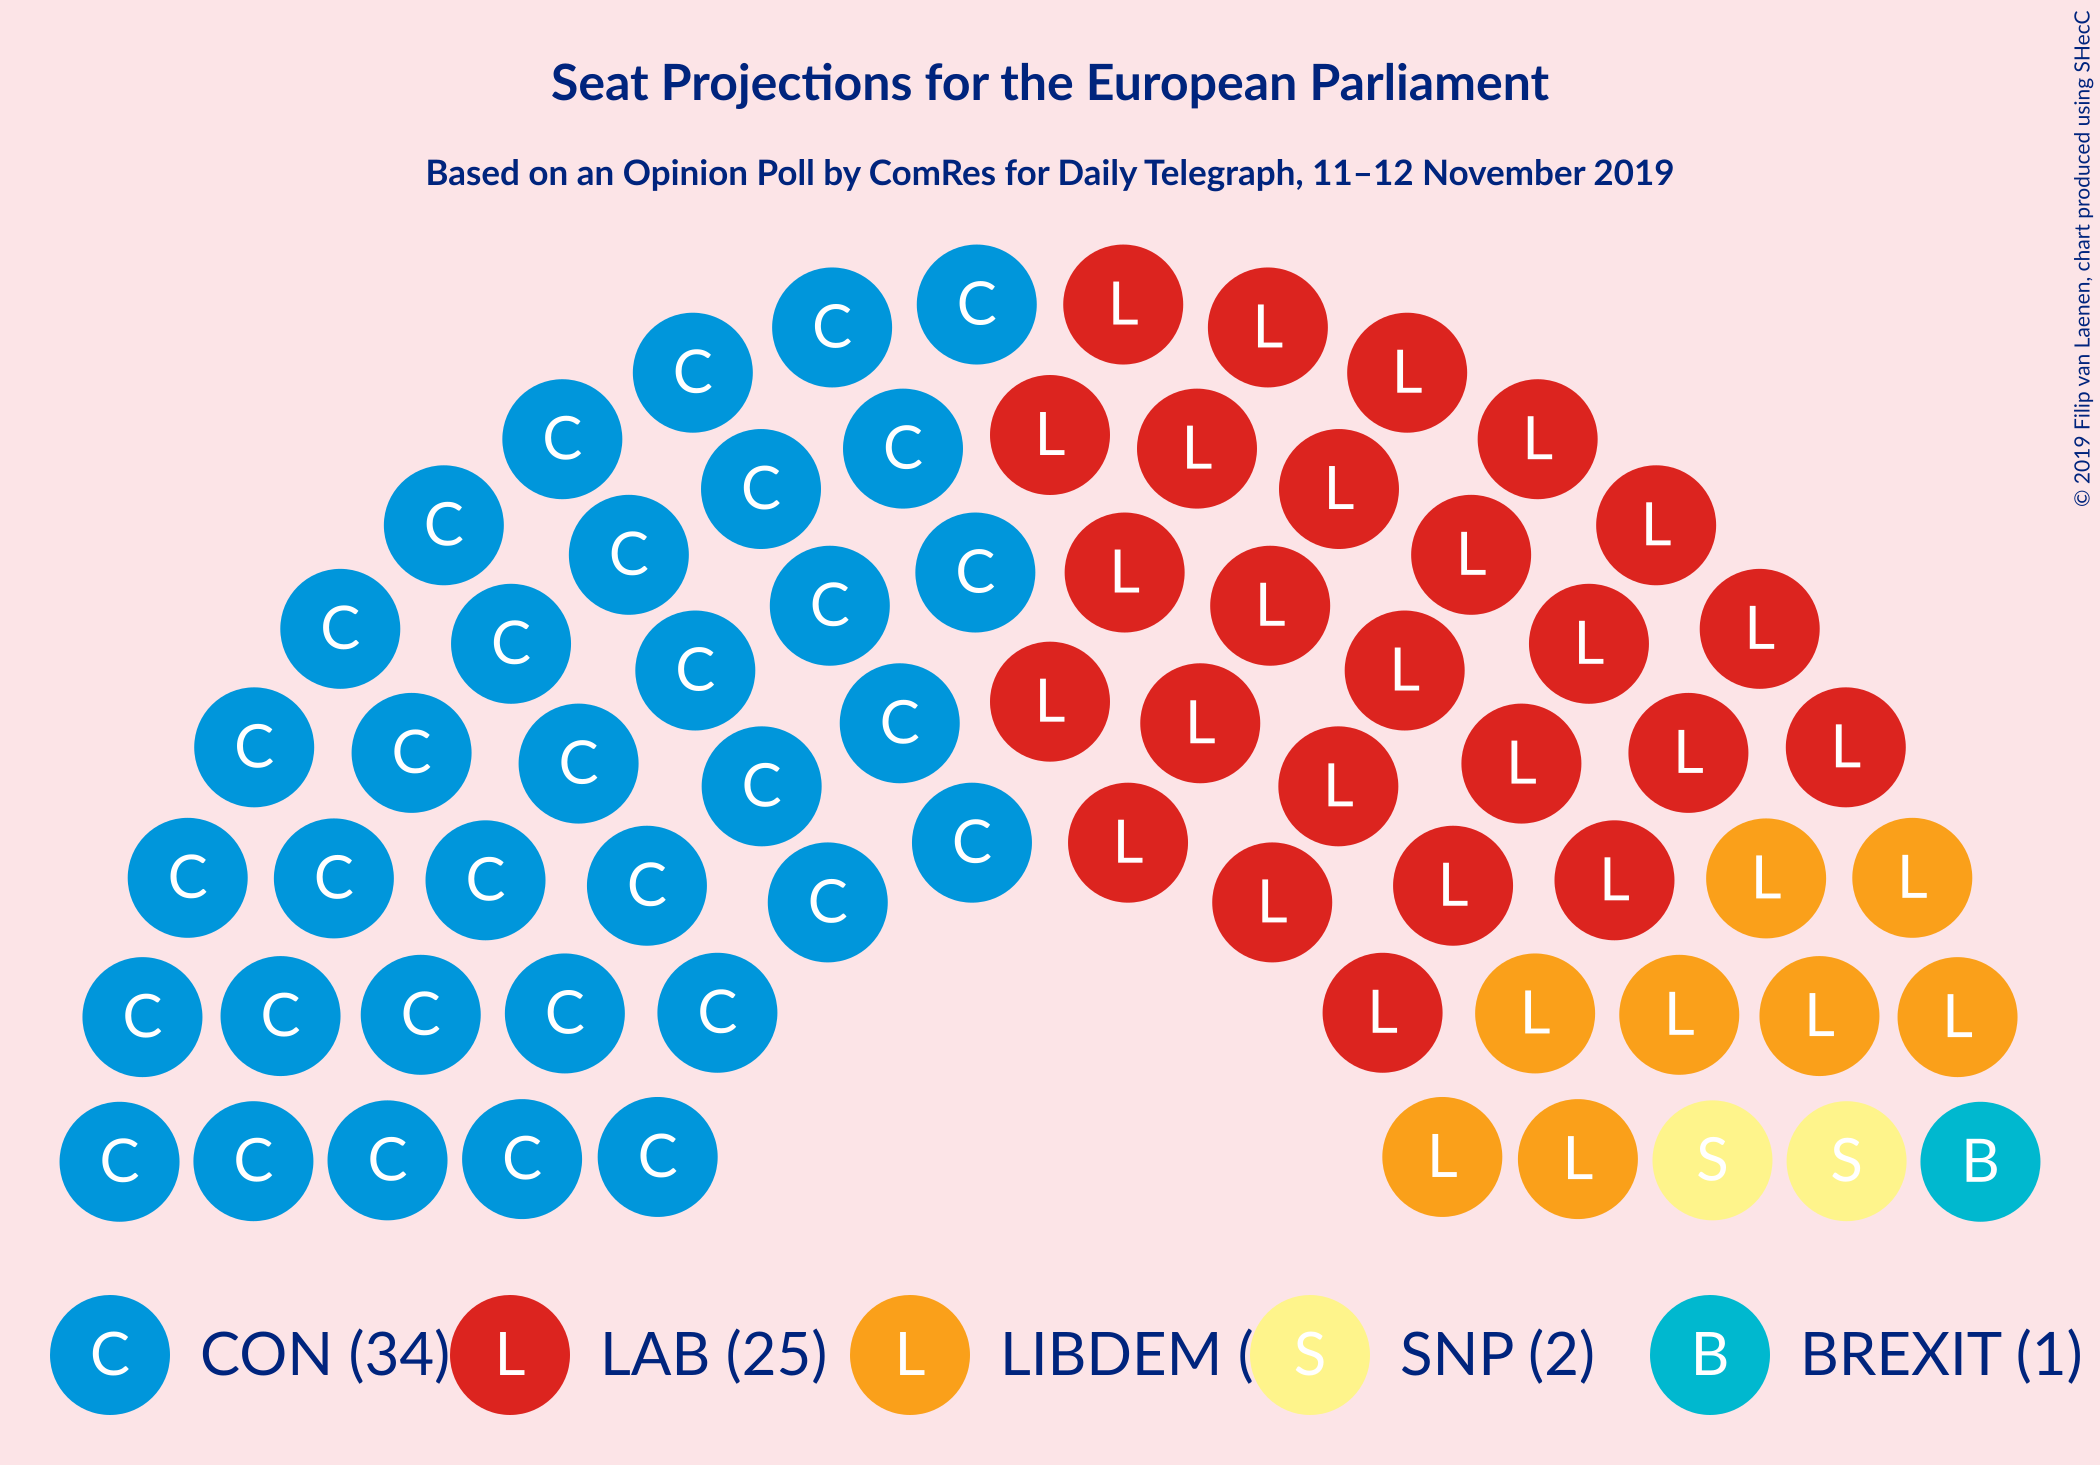 Seat Projections for the European Parliament
Based on an Opinion Poll by ComRes for Daily Telegraph, 11–12 November 2019
© 2019 Filip van Laenen, chart produced using SHecC
C L L
C C L L
C L L
C C L L
C C L L
C C L L
C C L L
C C L L
C C L L
C C L L
C C L L
C C L L
C C L L
C C L L
C C C C L L L L
C C L L
C C C C C L L L L L
C C C C C L L S S B
C CON (34) L LAB (25) L LIBDEM ( S SNP (2) B BREXIT (1)